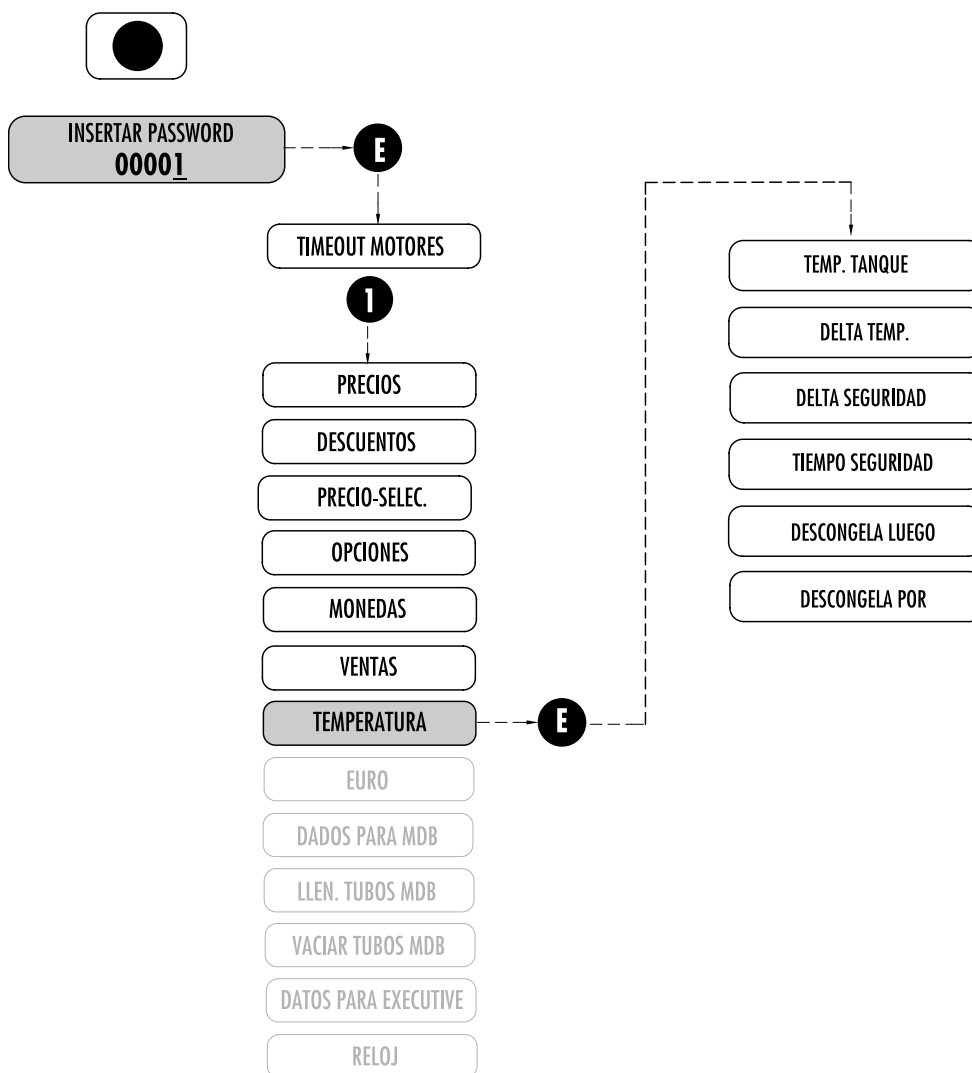 INSERTAR PASSWORD
00001
E
TIMEOUT MOTORES
1
PRECIOS
DESCUENTOS
PRECIO-SELEC.
OPCIONES
MONEDAS
VENTAS
TEMPERATURA
E
EURO
DADOS PARA MDB
LLEN. TUBOS MDB
VACIAR TUBOS MDB
DATOS PARA EXECUTIVE
RELOJ
TEMP. TANQUE
DELTA TEMP.
DELTA SEGURIDAD
TIEMPO SEGURIDAD
DESCONGELA LUEGO
DESCONGELA POR